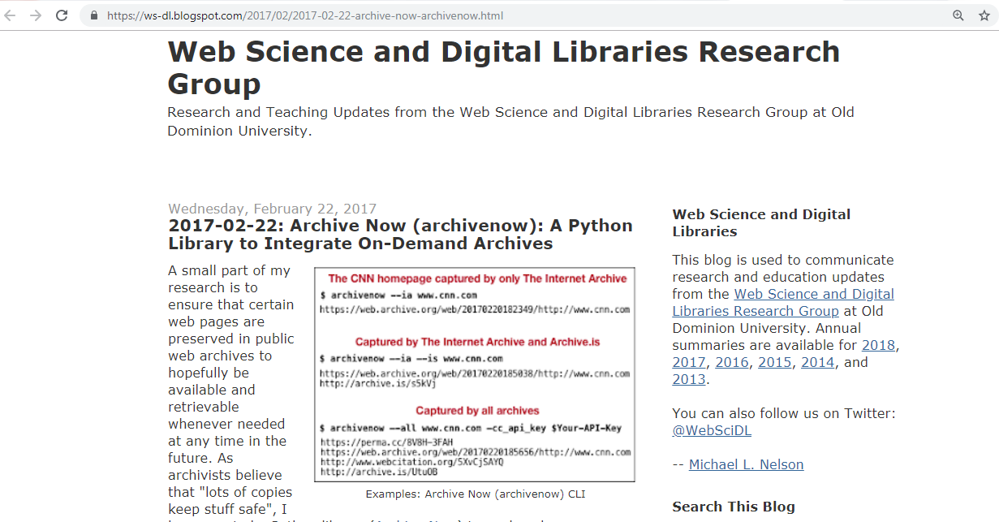 https://ws-dl.blogspot.com/2017/02/2017-02-22-archive-now-archivenow.html
Web Science and Digital Libraries Research
Group
Research and Teaching Updates from the Web Science and Digital Libraries Research Group at Old
Dominion University.
Wednesday, February 22, 2017
2017-02-22: Archive Now (archivenow): A Python
Library to Integrate On-Demand Archives
A small part of my
research is to
ensure that certain
web pages are
preserved in public
web archives to
hopefully be
available and
retrievable
whenever needed
at any time in the
future. As
archivists believe
that "lots of copies
keep stuff safe", I
The CNN homepage captured by only The Internet Archive
$ archivenow --ia www.cnn.com
https://web.archive.org/web/20170220182349/http://www.cnn.com
Captured by The Internet Archive and Archive.is
$ archivenow --ia --is www.cnn.com
https://web.archive.org/web/20170220185038/http://www.cnn.com
http://archive.is/s5kVj
Captured by all archives
$ archivenow --all www.cnn.com -cc_api_key $Your-API-Key
https://perma.cc/8V8H-3FAH
https://web.archive.org/web/20170220185656/http://www.cnn.com
http://www.webcitation.org/5XvCjSAYQ
http://archive.is/UtuOB
Examples: Archive Now (archivenow) CLI
Web Science and Digital
Libraries
This blog is used to communicate
research and education updates
from the Web Science and Digital
Libraries Research Group at Old
Dominion University. Annual
summaries are available for 2018,
2017, 2016, 2015, 2014, and
2013.
You can also follow us on Twitter:
@WebSciDL
-- Michael L. Nelson
Search This Blog